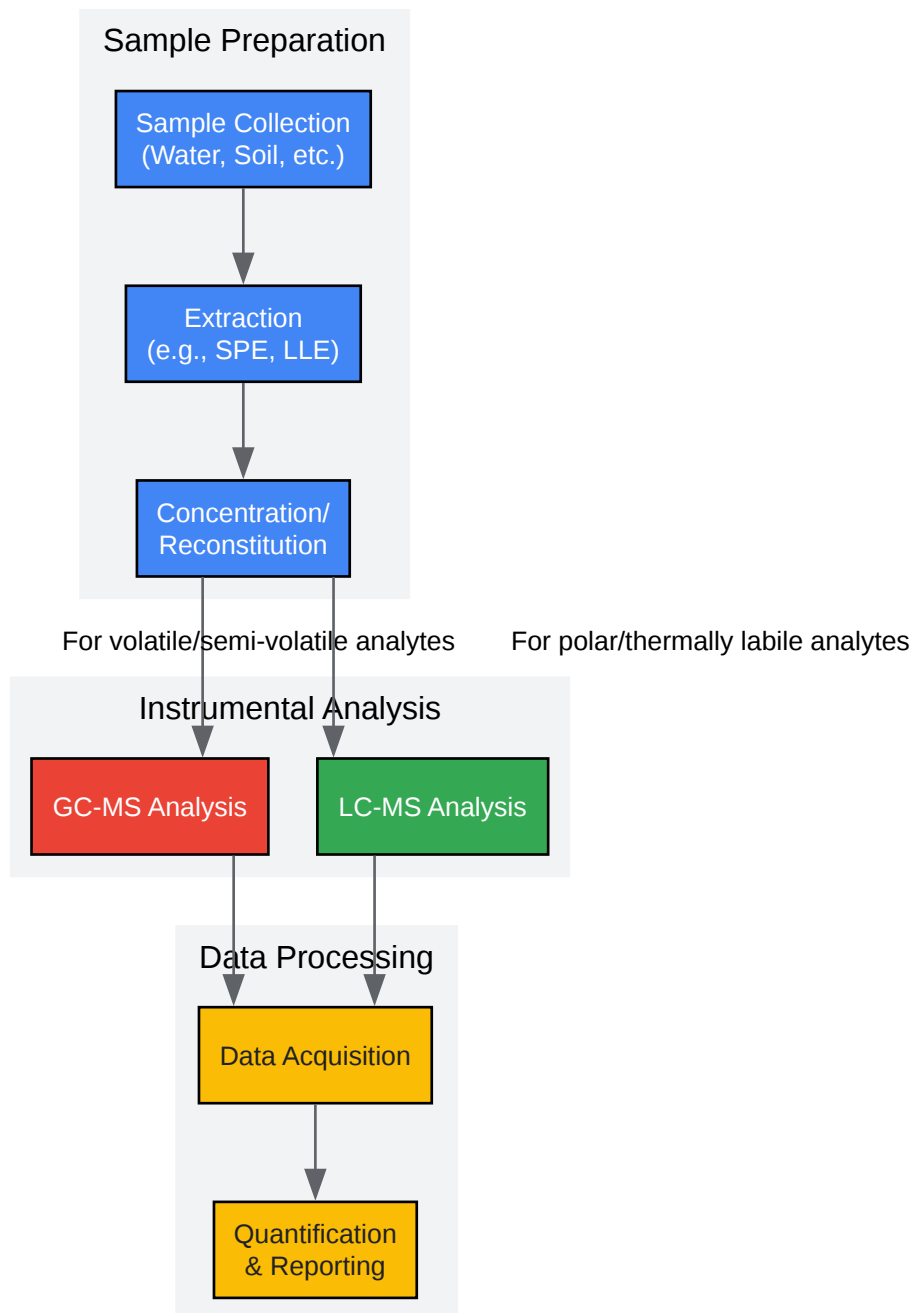 Sample Preparation
Sample Collection
(Water, Soil, etc.)
Extraction
(e.g., SPE, LLE)
Concentration/
Reconstitution
For volatile/semi-volatile analytes
For polar/thermally labile analytes
Instrumental Analysis
GC-MS Analysis
LC-MS Analysis
Data Processing
Data Acquisition
Quantification
& Reporting